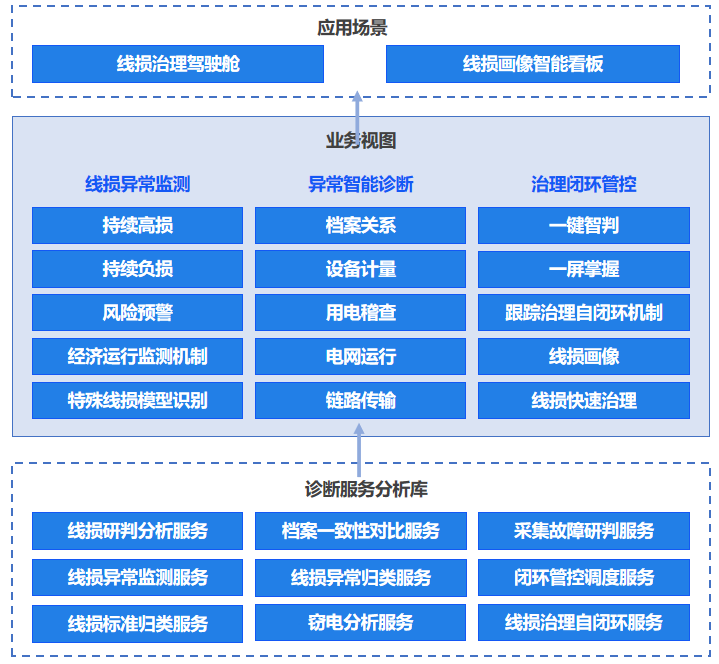 应用场景
线损治理驾驶舱
线损画像智能看板
业务视图
线损异常监测
异常智能诊断
治理闭环管控
持续高损
档案关系
一键智判
持续负损
设备计量
一屏掌握
风险预警
用电稽查
跟踪治理自闭环机制
经济运行监测机制
电网运行
线损画像
特殊线损模型识别
链路传输
线损快速治理
诊断服务分析库
线损研判分析服务
档案一致性对比服务
采集故障研判服务
线损异常监测服务
线损异常归类服务
闭环管控调度服务
线损标准归类服务
窃电分析服务
线损治理自闭环服务